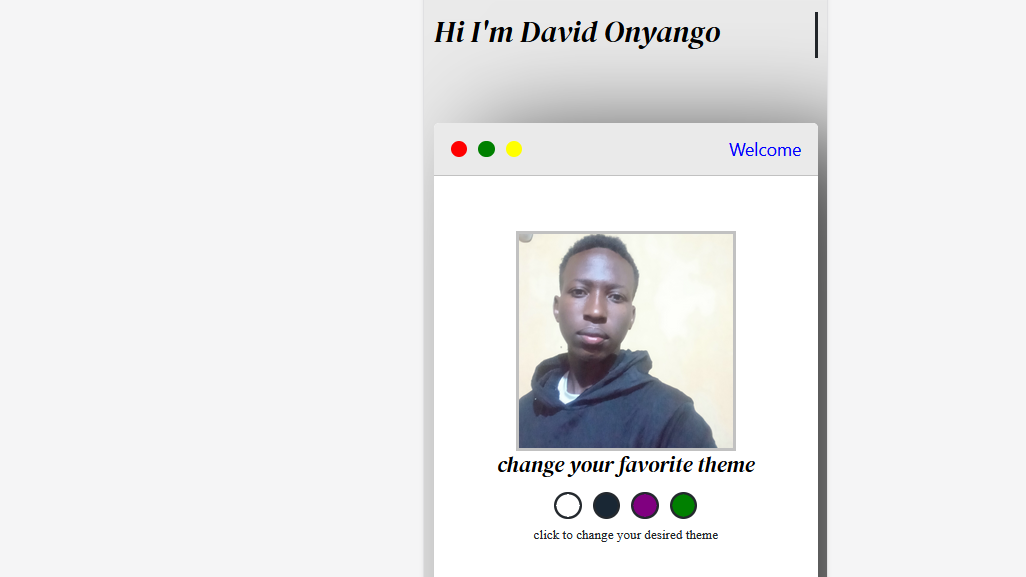 Hi I'm David Onyango
Welcome
change your favorite theme
click to change your desired theme